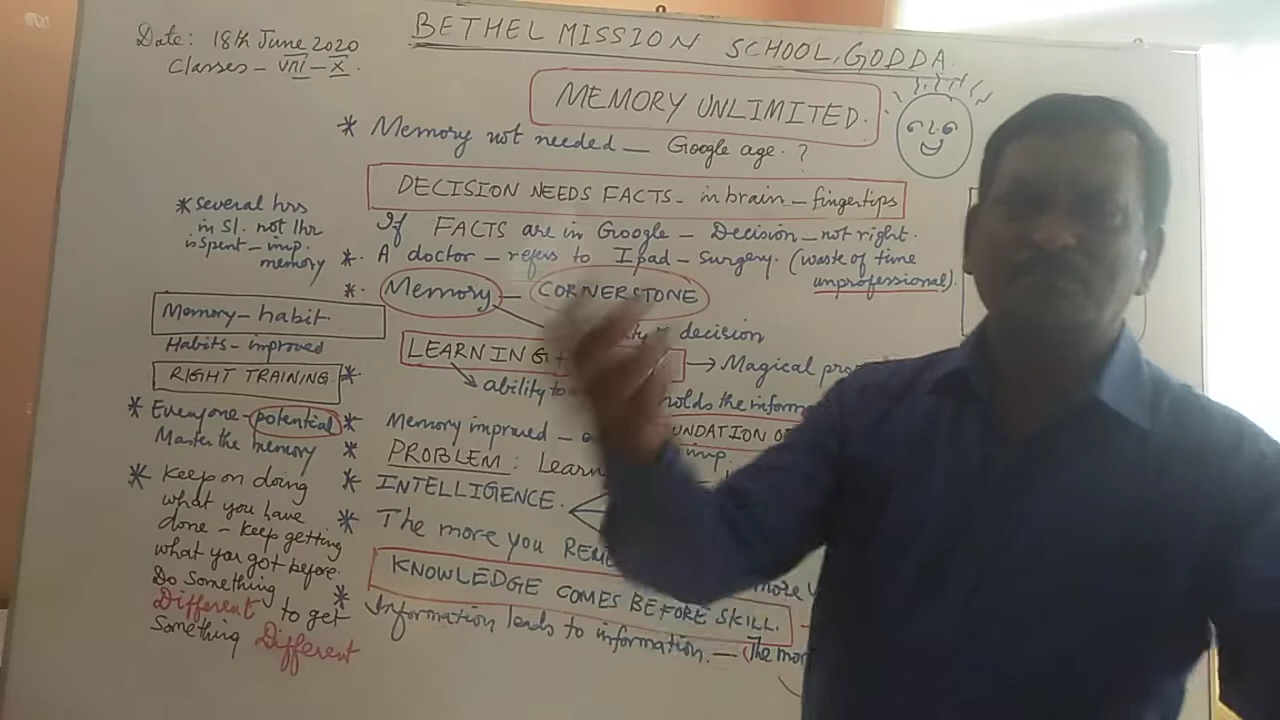 Date: 18th June 2020
Classes - VIII - X.
BETHEL MISSION SCHOOL, GODDA
MEMORY UNLIMITED.
* Memory not needed - Google age. ?
DECISION NEEDS FACTS - in brain - fingertips
If FACTS are in Google - Decision - not right.
* A doctor - refers to Ipad - surgery. (waste of time
unprofessional).
* Memory - CORNERSTONE
decision
LEARNING +
→ Magical
ability to
holds the
* Memory improved -
OF
imp.
* PROBLEM:
* INTELLIGENCE.
* The more you
more
KNOWLEDGE COMES BEFORE SKILL.
* Information leads to information. - (The
* several hrs
in Sl. not 1hr
is spent - imp.
memory
Memory - habit.
Habits - improved
RIGHT TRAINING.
* Everyone - potential
Master the memory
* Keep on doing
what you have
done - keep getting
what you got before.
Do Something
Different to get
Something Different